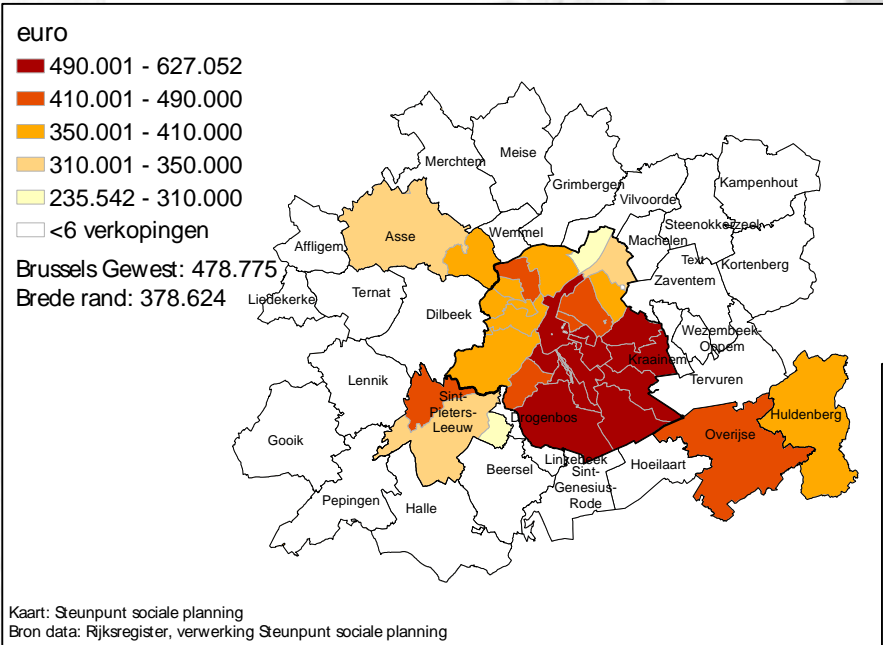 euro
490.001 - 627.052
410.001 - 490.000
350.001 - 410.000
310.001 - 350.000
235.542 - 310.000
<6 verkopingen
Brussels Gewest: 478.775
Brede rand: 378.624
Merchtem
Meise
Grimbergen
Vilvoorde
Kampenhout
Steenokkerzeel
Machelen
Text
Zaventem
Kortenberg
Affligem
Asse
Wemmel
Liedekerke
Ternat
Dilbeek
Wezembeek-
Oppem
Kraainem
Tervuren
Lennik
Sint-
Pieters-
Leeuw
Drogenbos
Huldenberg
Overijse
Gooik
Beersel
Linkebeek
Sint-
Genesius-
Rode
Hoeilaart
Pepingen
Halle
Kaart: Steunpunt sociale planning
Bron data: Rijksregister, verwerking Steunpunt sociale planning